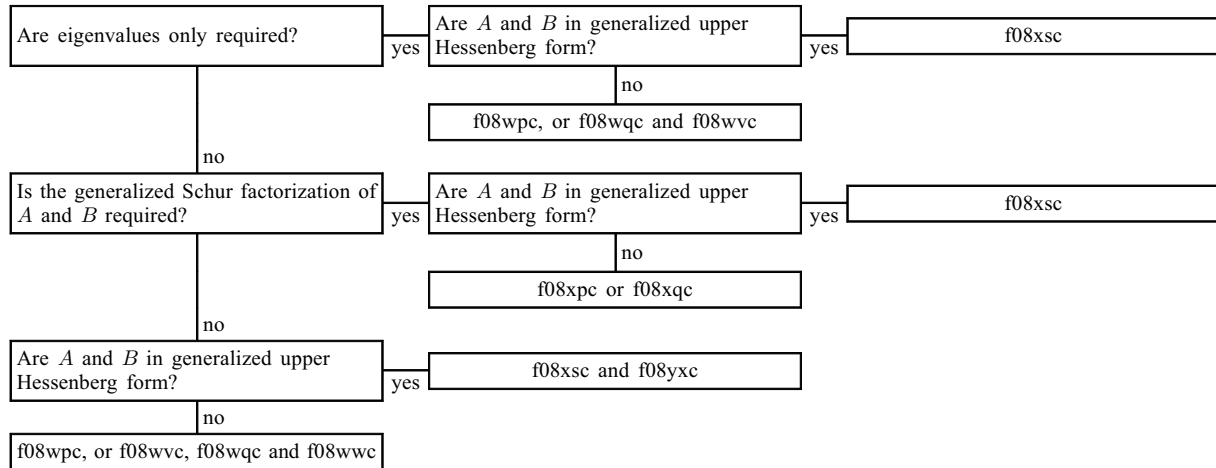 Are eigenvalues only required?
yes
Are A and B in generalized upper
Hessenberg form?
yes
f08xsc
no
f08wpc, or f08wqc and f08wvc
no
Is the generalized Schur factorization of
A and B required?
yes
Are A and B in generalized upper
Hessenberg form?
yes
f08xsc
no
f08xpc or f08xqc
no
Are A and B in generalized upper
Hessenberg form?
yes
f08xsc and f08yxc
no
f08wpc, or f08wvc, f08wqc and f08wwc